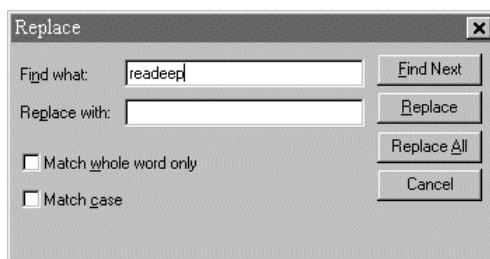 Replace
Find what: readeep
Find Next
Replace with:
Replace
Replace All
Match whole word only
Cancel
Match case